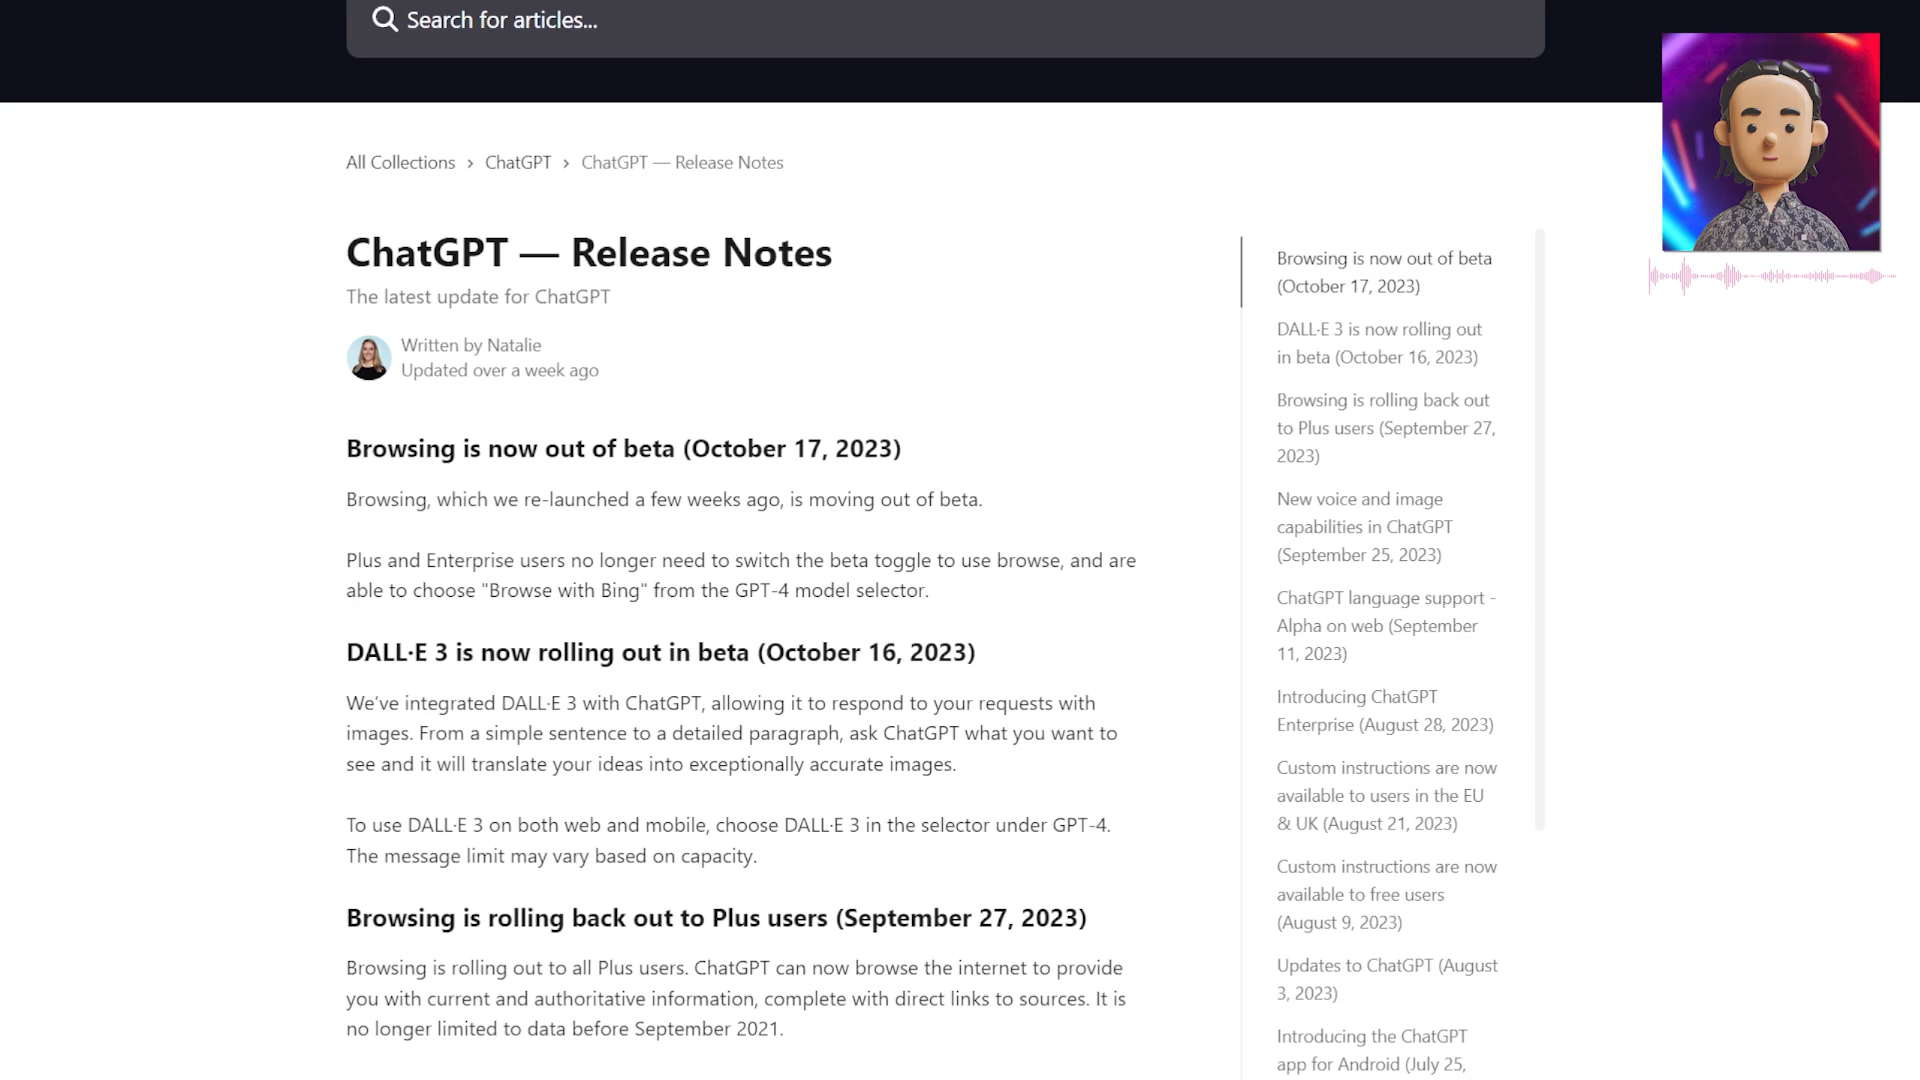 Search for articles...
All Collections > ChatGPT > ChatGPT — Release Notes
ChatGPT — Release Notes
The latest update for ChatGPT
Written by Natalie
Updated over a week ago
Browsing is now out of beta (October 17, 2023)
Browsing, which we re-launched a few weeks ago, is moving out of beta.
Plus and Enterprise users no longer need to switch the beta toggle to use browse, and are
able to choose "Browse with Bing" from the GPT-4 model selector.
DALL·E 3 is now rolling out in beta (October 16, 2023)
We’ve integrated DALL·E 3 with ChatGPT, allowing it to respond to your requests with
images. From a simple sentence to a detailed paragraph, ask ChatGPT what you want to
see and it will translate your ideas into exceptionally accurate images.
To use DALL·E 3 on both web and mobile, choose DALL·E 3 in the selector under GPT-4.
The message limit may vary based on capacity.
Browsing is rolling back out to Plus users (September 27, 2023)
Browsing is rolling out to all Plus users. ChatGPT can now browse the internet to provide
you with current and authoritative information, complete with direct links to sources. It is
no longer limited to data before September 2021.
Browsing is now out of beta
(October 17, 2023)
DALL·E 3 is now rolling out
in beta (October 16, 2023)
Browsing is rolling back out
to Plus users (September 27,
2023)
New voice and image
capabilities in ChatGPT
(September 25, 2023)
ChatGPT language support -
Alpha on web (September
11, 2023)
Introducing ChatGPT
Enterprise (August 28, 2023)
Custom instructions are now
available to users in the EU
& UK (August 21, 2023)
Custom instructions are now
available to free users
(August 9, 2023)
Updates to ChatGPT (August
3, 2023)
Introducing the ChatGPT
app for Android (July 25,